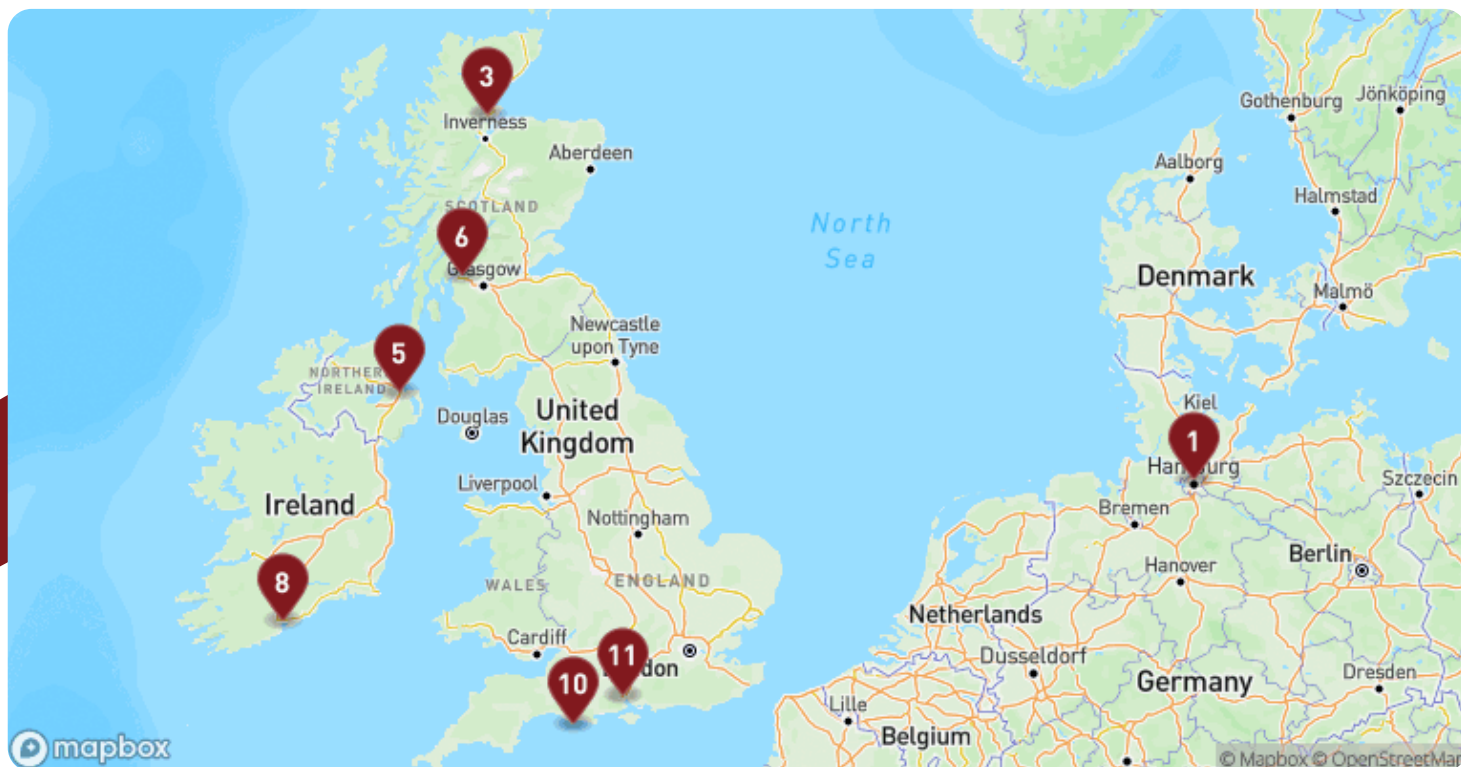 3
Inverness
Aberdeen
SCOTLAND
6
Glasgow
North
Sea
Gothenburg
Jönköping
Aalborg
Halmstad
Denmark
Malmö
Newcastle
upon Tyne
5
NORTHER
IRELAND
Douglas
United
Kingdom
Kiel
1
Hamburg
Liverpool
Ireland
Nottingham
Bremen
Szczecin
Berlin
Hanover
8
WALES
ENGLAND
Netherlands
Cardiff
11
10
don
Dusseldorf
Germany
Dresden
Lille
Belgium
mapbox
© Mapbox © OpenStreetMap